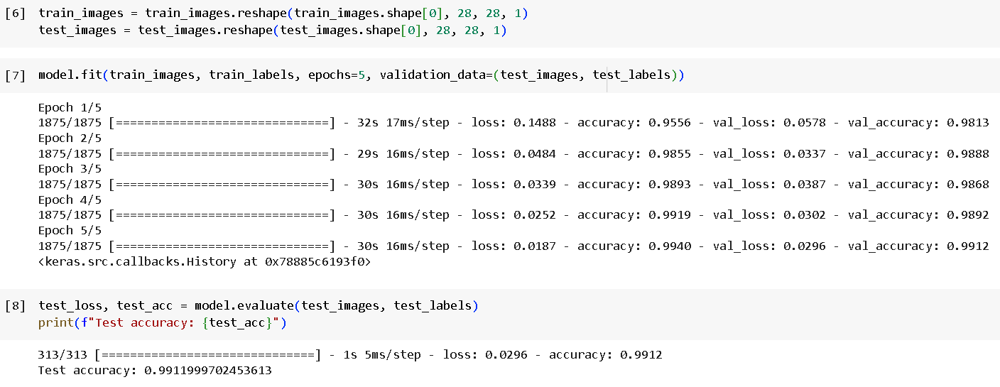 [6] train_images = train_images.reshape(train_images.shape[0], 28, 28, 1)
test_images = test_images.reshape(test_images.shape[0], 28, 28, 1)
[7] model.fit(train_images, train_labels, epochs=5, validation_data=(test_images, test_labels))
Epoch 1/5
1875/1875 [==============================] - 32s 17ms/step - loss: 0.1488 - accuracy: 0.9556 - val_loss: 0.0578 - val_accuracy: 0.9813
Epoch 2/5
1875/1875 [==============================] - 29s 16ms/step - loss: 0.0484 - accuracy: 0.9855 - val_loss: 0.0337 - val_accuracy: 0.9888
Epoch 3/5
1875/1875 [==============================] - 30s 16ms/step - loss: 0.0339 - accuracy: 0.9893 - val_loss: 0.0387 - val_accuracy: 0.9868
Epoch 4/5
1875/1875 [==============================] - 30s 16ms/step - loss: 0.0252 - accuracy: 0.9919 - val_loss: 0.0302 - val_accuracy: 0.9892
Epoch 5/5
1875/1875 [==============================] - 30s 16ms/step - loss: 0.0187 - accuracy: 0.9940 - val_loss: 0.0296 - val_accuracy: 0.9912
<keras.src.callbacks.History at 0x78885c6193f0>
[8] test_loss, test_acc = model.evaluate(test_images, test_labels)
print(f"Test accuracy: {test_acc}")
313/313 [==============================] - 1s 5ms/step - loss: 0.0296 - accuracy: 0.9912
Test accuracy: 0.9911999702453613